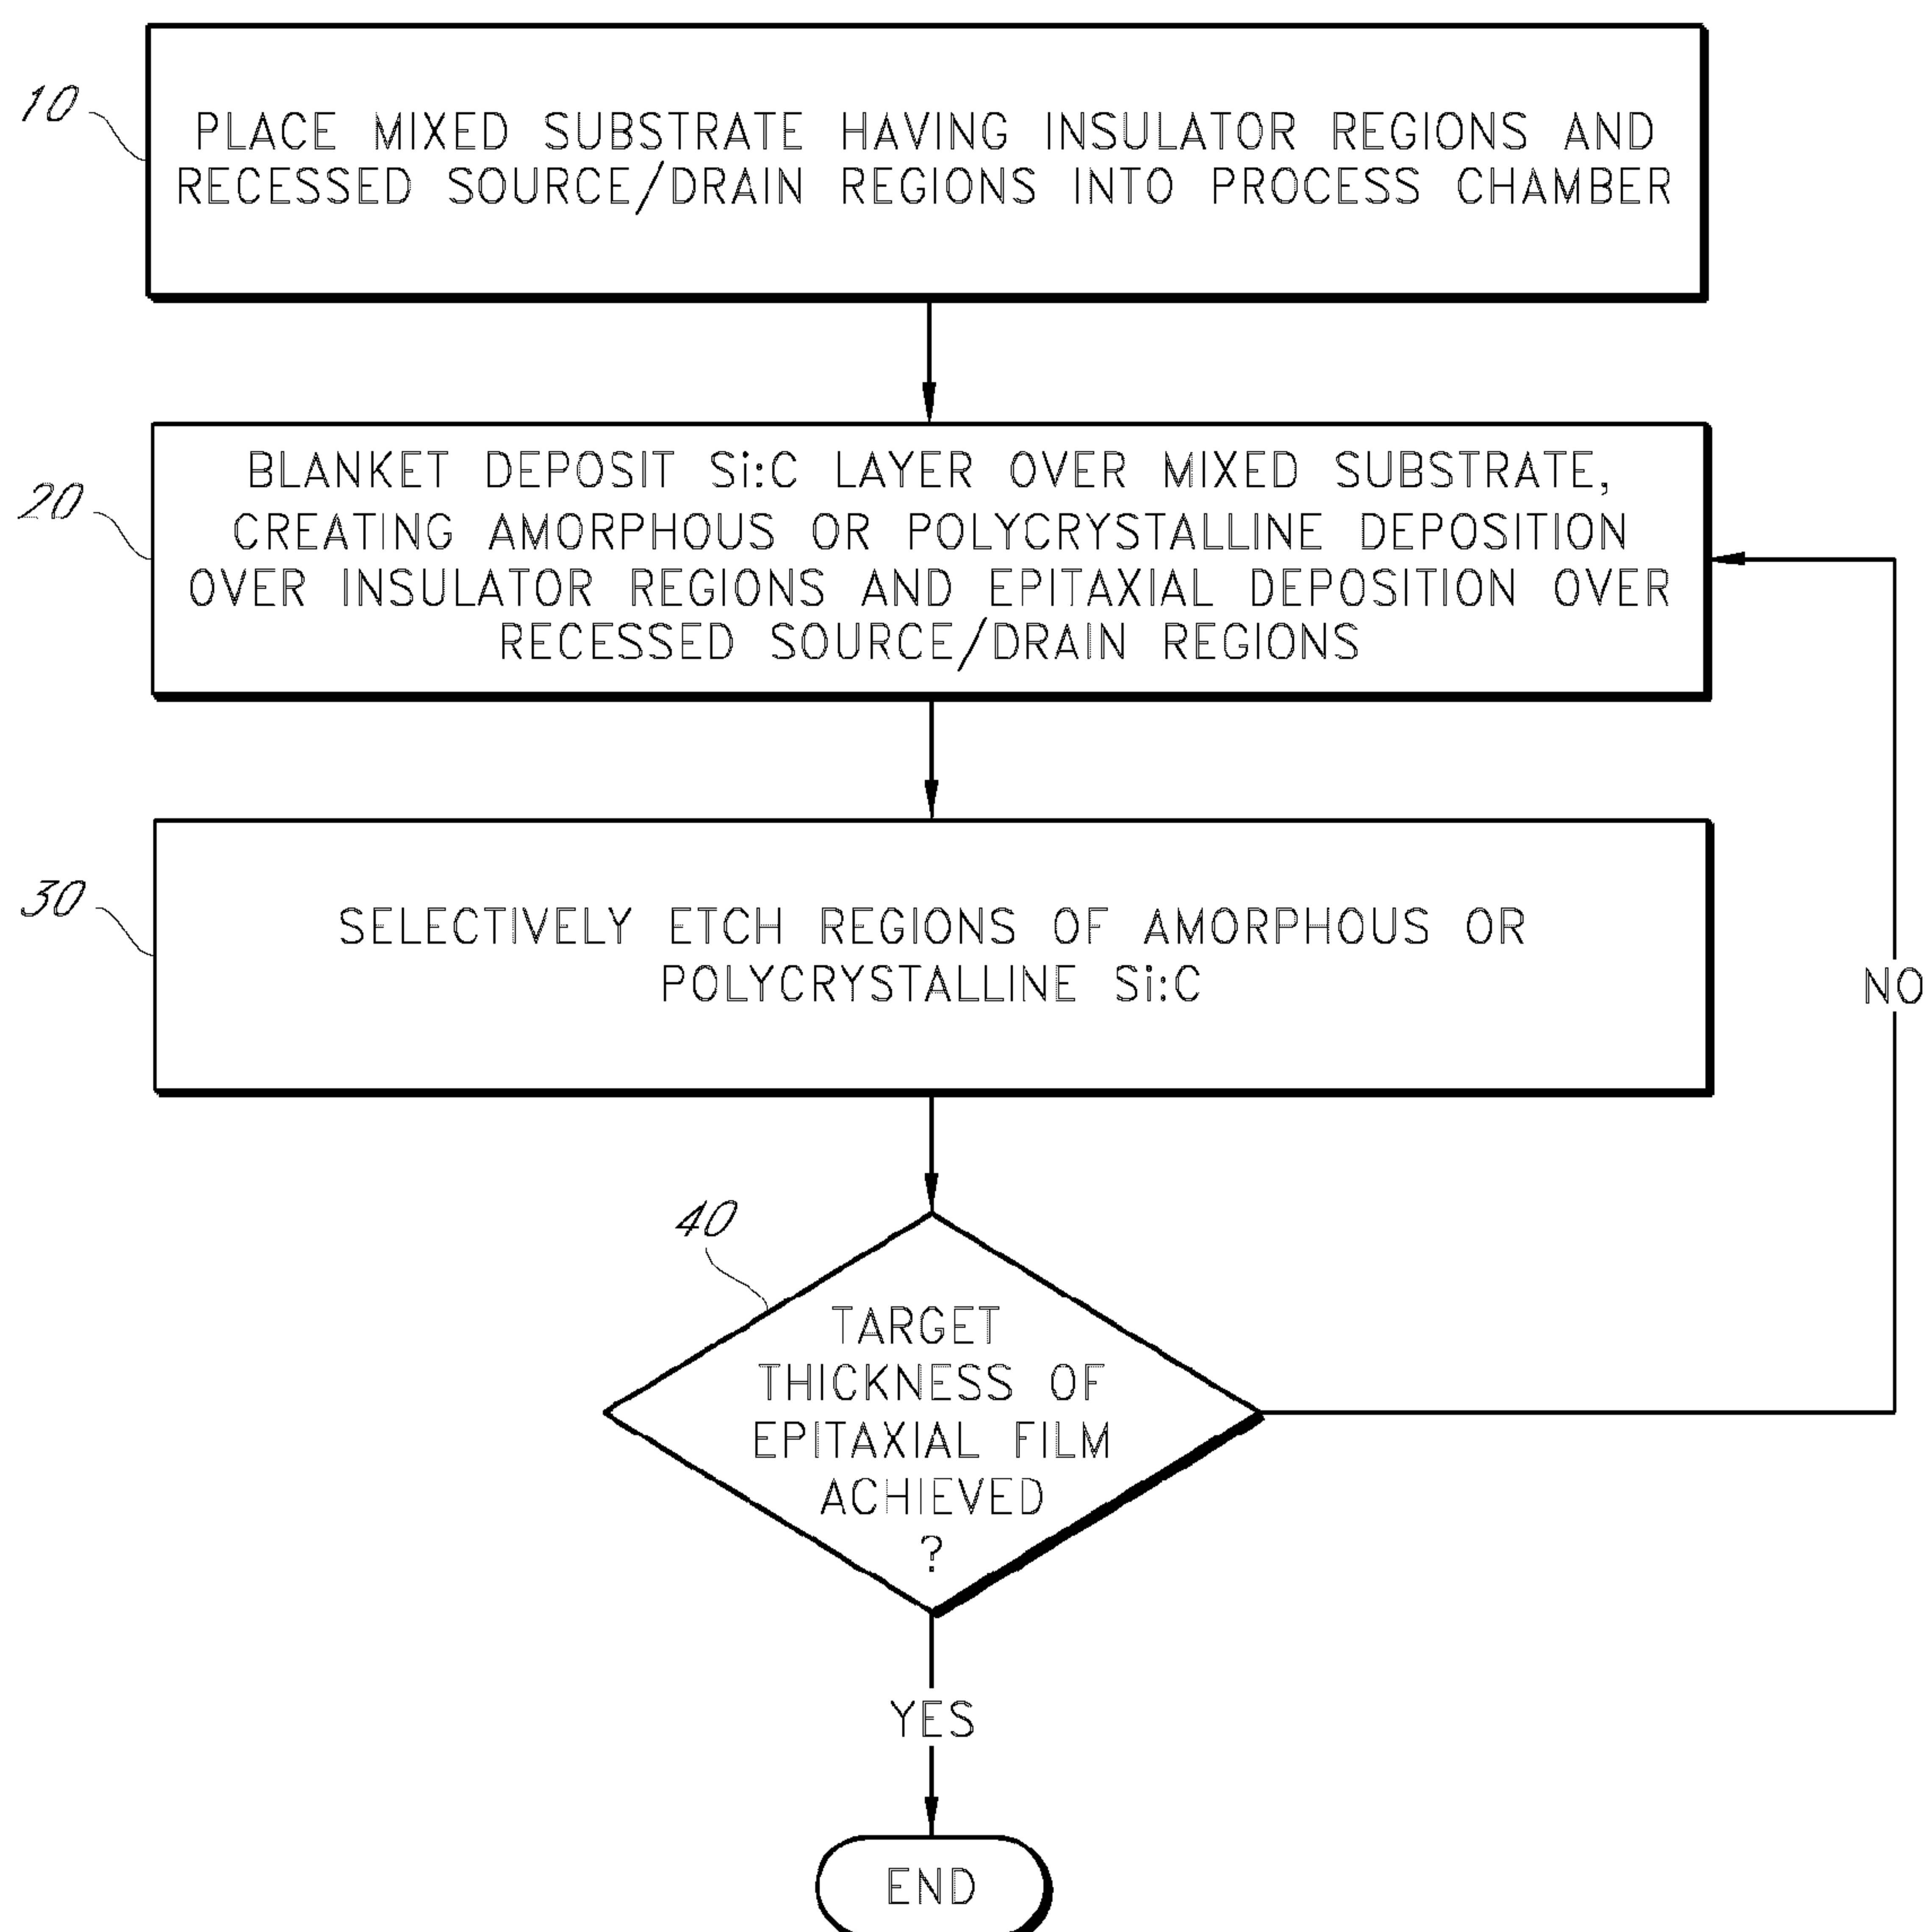 10
PLACE MIXED SUBSTRATE HAVING INSULATOR REGIONS AND
RECESSED SOURCE/DRAIN REGIONS INTO PROCESS CHAMBER
20
BLANKET DEPOSIT Si:C LAYER OVER MIXED SUBSTRATE,
CREATING AMORPHOUS OR POLYCRYSTALLINE DEPOSITION
OVER INSULATOR REGIONS AND EPITAXIAL DEPOSITION OVER
RECESSED SOURCE/DRAIN REGIONS
30
SELECTIVELY ETCH REGIONS OF AMORPHOUS OR
POLYCRYSTALLINE Si:C
NO
40
TARGET
THICKNESS OF
EPITAXIAL FILM
ACHIEVED
?
YES
END